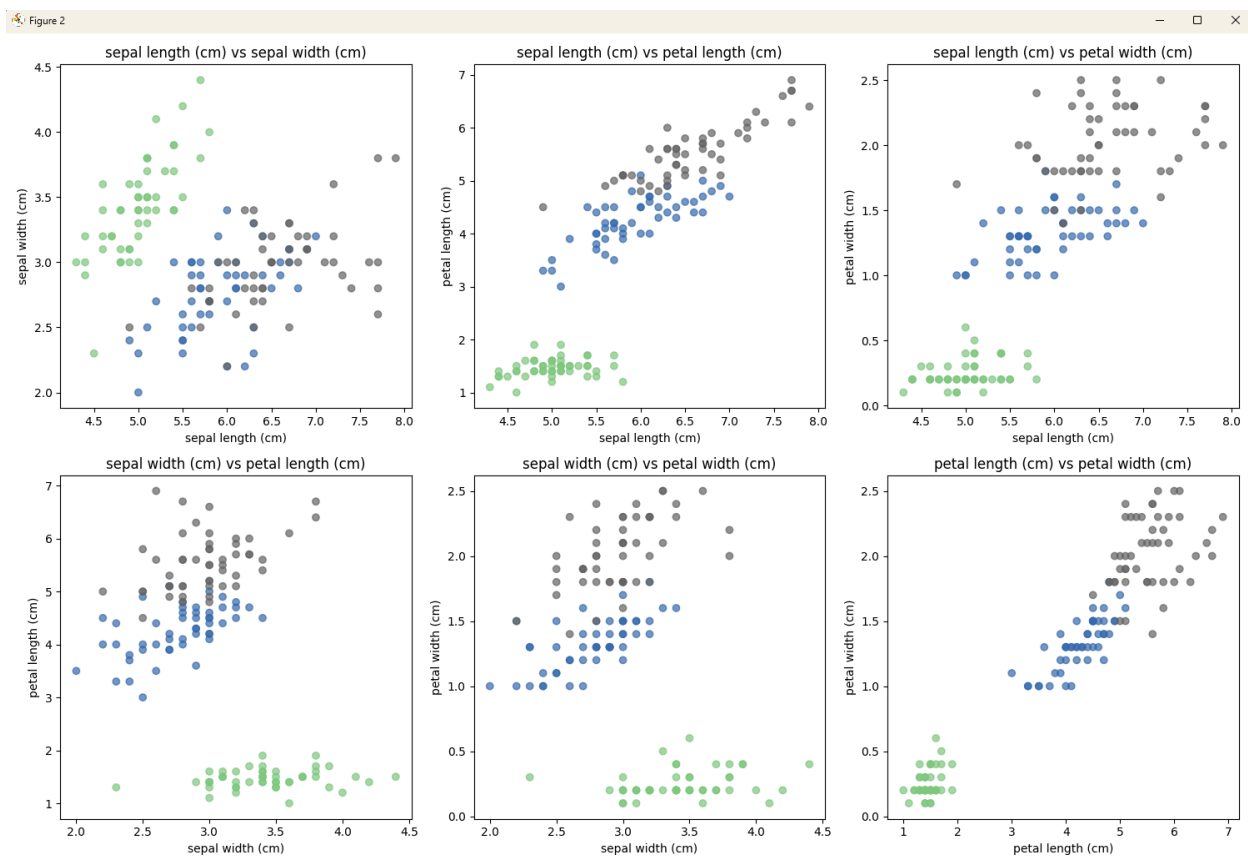 Figure 2
sepal length (cm) vs sepal width (cm)
sepal width (cm)
4.5
4.0
3.5
3.0
2.5
2.0
4.5 5.0 5.5 6.0 6.5 7.0 7.5 8.0
sepal length (cm)
sepal length (cm) vs petal length (cm)
petal length (cm)
7
6
5
4
3
2
1
4.5 5.0 5.5 6.0 6.5 7.0 7.5 8.0
sepal length (cm)
sepal length (cm) vs petal width (cm)
petal width (cm)
2.5
2.0
1.5
1.0
0.5
0.0
4.5 5.0 5.5 6.0 6.5 7.0 7.5 8.0
sepal length (cm)
sepal width (cm) vs petal length (cm)
petal length (cm)
7
6
5
4
3
2
1
2.0 2.5 3.0 3.5 4.0 4.5
sepal width (cm)
sepal width (cm) vs petal width (cm)
petal width (cm)
2.5
2.0
1.5
1.0
0.5
0.0
2.0 2.5 3.0 3.5 4.0 4.5
sepal width (cm)
petal length (cm) vs petal width (cm)
petal width (cm)
2.5
2.0
1.5
1.0
0.5
0.0
1 2 3 4 5 6 7
petal length (cm)